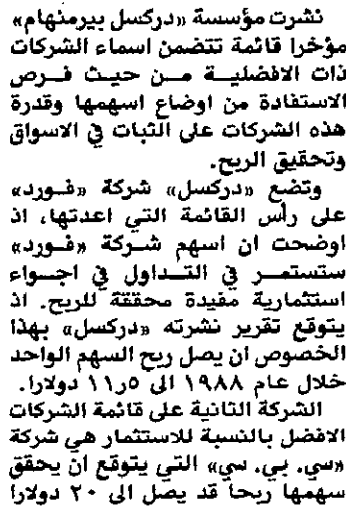 نشرت مؤسسة «دركسل بيرمنهام»
مؤخرا قائمة تتضمن اسماء الشركات
ذات الافضلية من حيث فرص
الاستفادة من اوضاع اسهمها وقدرة
هذه الشركات على الثبات في الاسواق
وتحقيق الربح.
وتضع «دركسل» شركة «فورد»
على رأس القائمة التي اعدتها، اذ
اوضحت ان اسهم شركة «فورد»
ستستمر في التداول في اجواء
استثمارية مفيدة محققة للربح. اذ
يتوقع تقرير نشرته «دركسل» بهذا
الخصوص ان يصل ربح السهم الواحد
خلال عام ١٩٨٨ الى ٥ر١١ دولارا.
الشركة الثانية على قائمة الشركات
الافضل بالنسبة للاستثمار هي شركة
«سي. بي. سي» التي يتوقع ان يحقق
سهمها ربحا قد يصل الى ٢٠ دولارا